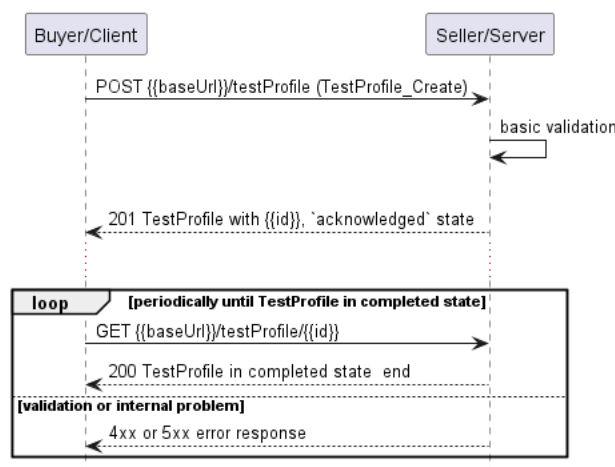 Buyer/Client
Seller/Server
POST {{baseUrl}}/testProfile (TestProfile_Create)
basic validation
201 TestProfile with {{id}}, `acknowledged` state
loop
[periodically until TestProfile in completed state]
GET {{baseUrl}}/testProfile/{{id}}
200 TestProfile in completed state  end
[validation or internal problem]
4xx or 5xx error response